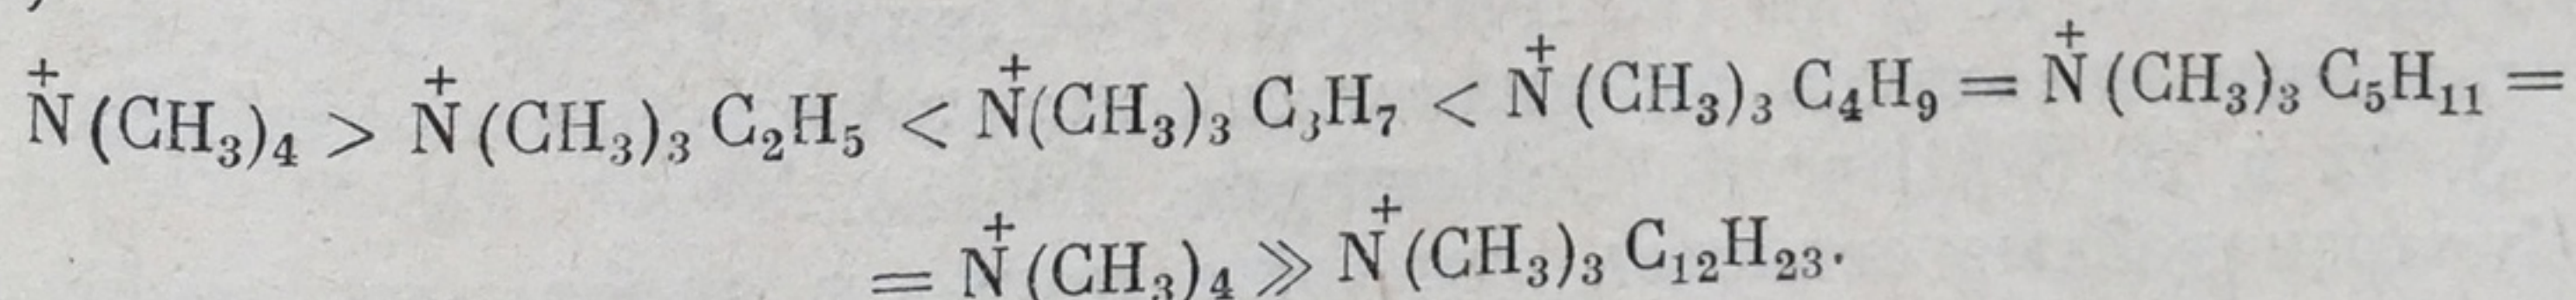 N⁺(CH₃)₄ > N⁺(CH₃)₃ C₂H₅ < N⁺(CH₃)₃ C₃H₇ < N⁺(CH₃)₃ C₄H₉ = N⁺(CH₃)₃ C₅H₁₁ =
= N⁺(CH₃)₄ ≫ N⁺(CH₃)₃ C₁₂H₂₃.